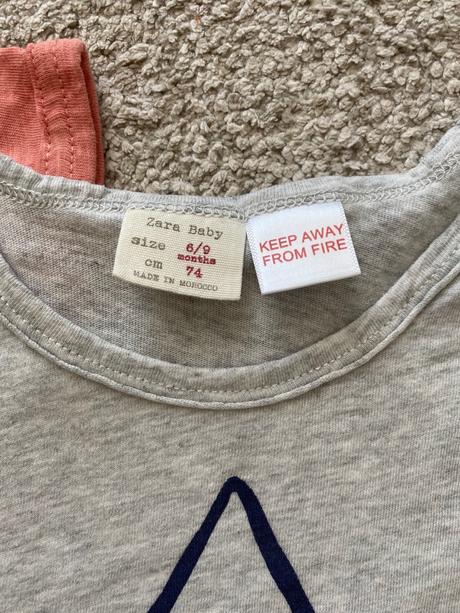 Zara Baby
size 6/9
months
cm 74
MADE IN MOROCCO
KEEP AWAY
FROM FIRE